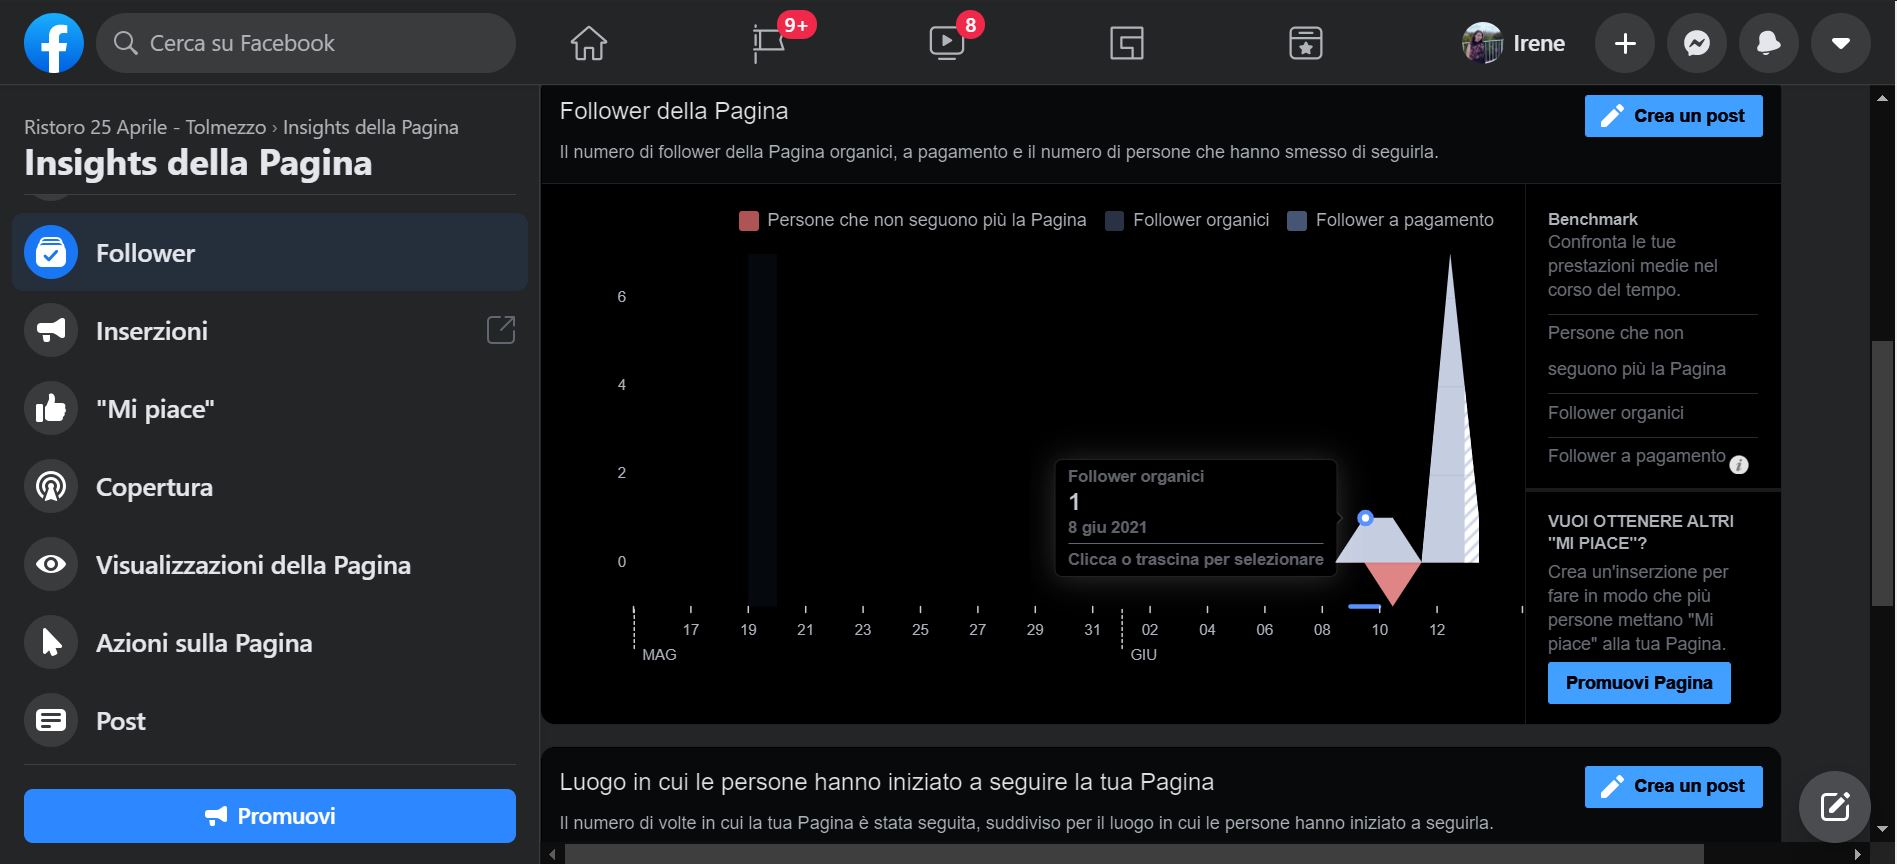 Cerca su Facebook
9+
8
Irene
Ristoro 25 Aprile - Tolmezzo › Insights della Pagina
Insights della Pagina
Follower
Inserzioni
"Mi piace"
Copertura
Visualizzazioni della Pagina
Azioni sulla Pagina
Post
Promuovi
Follower della Pagina
Crea un post
Il numero di follower della Pagina organici, a pagamento e il numero di persone che hanno smesso di seguirla.
Persone che non seguono più la Pagina
Follower organici
Follower a pagamento
6
4
2
0
Follower organici
1
8 giu 2021
Clicca o trascina per selezionare
17 19 21 23 25 27 29 31 02 04 06 08 10 12
MAG GIU
Benchmark
Confronta le tue
prestazioni medie nel
corso del tempo.
Persone che non
seguono più la Pagina
Follower organici
Follower a pagamento
i
VUOI OTTENERE ALTRI
"MI PIACE"?
Crea un'inserzione per
fare in modo che più
persone mettano "Mi
piace" alla tua Pagina.
Promuovi Pagina
Luogo in cui le persone hanno iniziato a seguire la tua Pagina
Crea un post
Il numero di volte in cui la tua Pagina è stata seguita, suddiviso per il luogo in cui le persone hanno iniziato a seguirla.